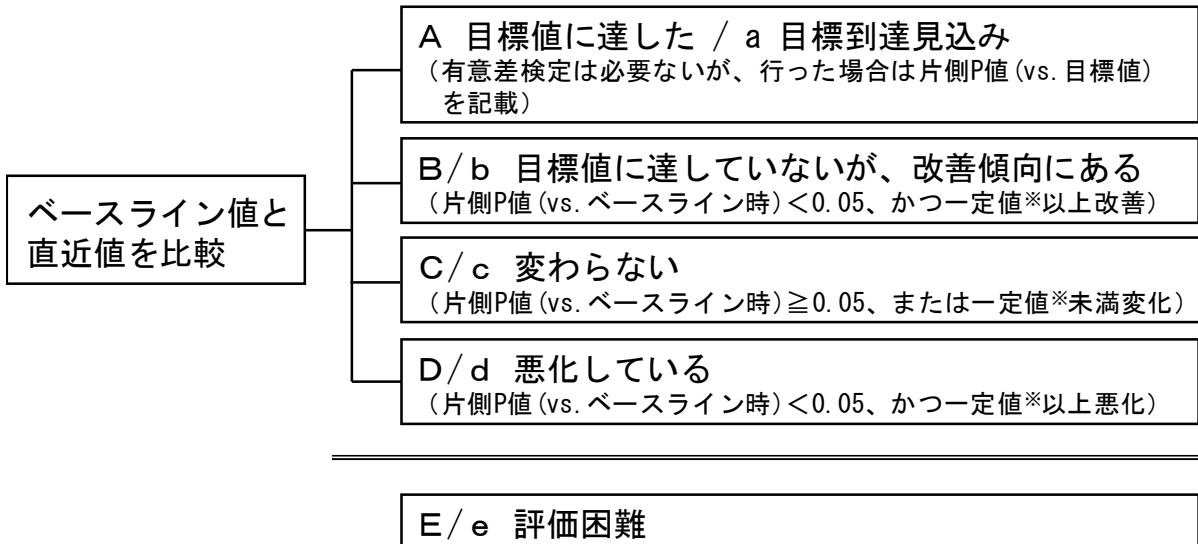 A 目標値に達した / a 目標到達見込み
（有意差検定は必要ないが、行った場合は片側P値(vs.目標値)
を記載）
B/b 目標値に達していないが、改善傾向にある
（片側P値(vs.ベースライン時)＜0.05、かつ一定値※以上改善）
ベースライン値と
直近値を比較
C/c 変わらない
（片側P値(vs.ベースライン時)≧0.05、または一定値※未満変化）
D/d 悪化している
（片側P値(vs.ベースライン時)＜0.05、かつ一定値※以上悪化）
E/e 評価困難